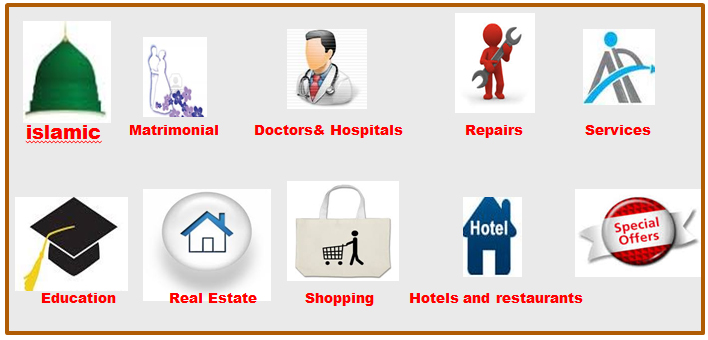 islamic
Matrimonial
Doctors& Hospitals
Repairs
Services
Hotel
Special
Offers
Education
Real Estate
Shopping
Hotels and restaurants